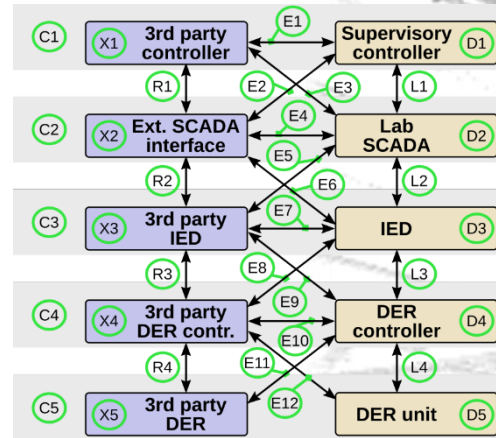 C1 X1 3rd party controller E1 Supervisory controller D1
R1 E2 E3 L1
C2 X2 Ext. SCADA interface E4 Lab SCADA D2
R2 E5 E6 L2
C3 X3 3rd party IED E7 IED D3
R3 E8 E9 L3
C4 X4 3rd party DER contr. E10 DER controller D4
R4 E11 E12 L4
C5 X5 3rd party DER DER unit D5